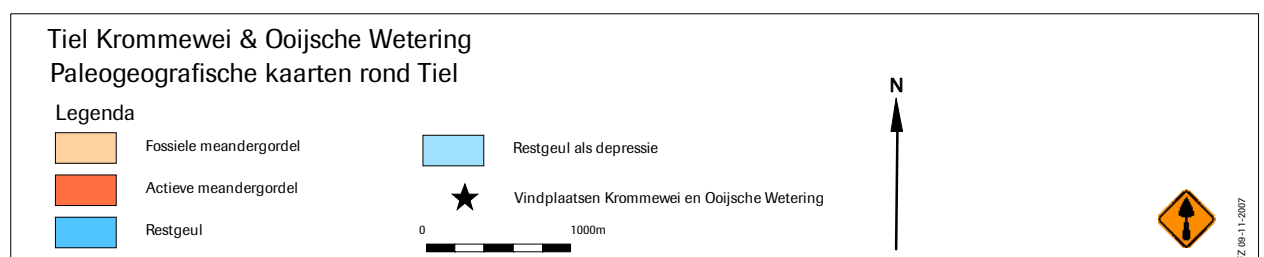 Tiel Krommewei & Ooijsche Wetering
Paleogeografische kaarten rond Tiel
Legenda
Fossiele meandergordel
Actieve meandergordel
Restgeul
Restgeul als depressie
Vindplaatsen Krommewei en Ooijsche Wetering
0 1000m
N
09-11-2007